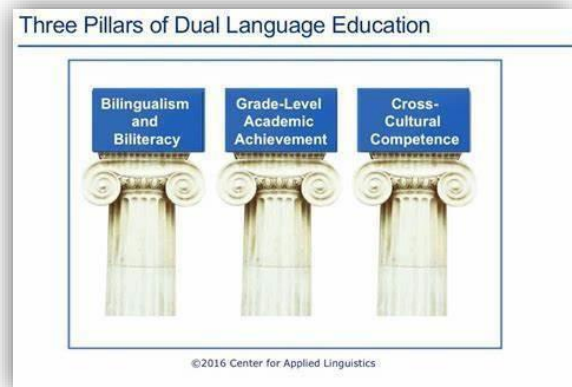 Three Pillars of Dual Language Education
Bilingualism
and
Biliteracy
Grade-Level
Academic
Achievement
Cross-
Cultural
Competence
©2016 Center for Applied Linguistics